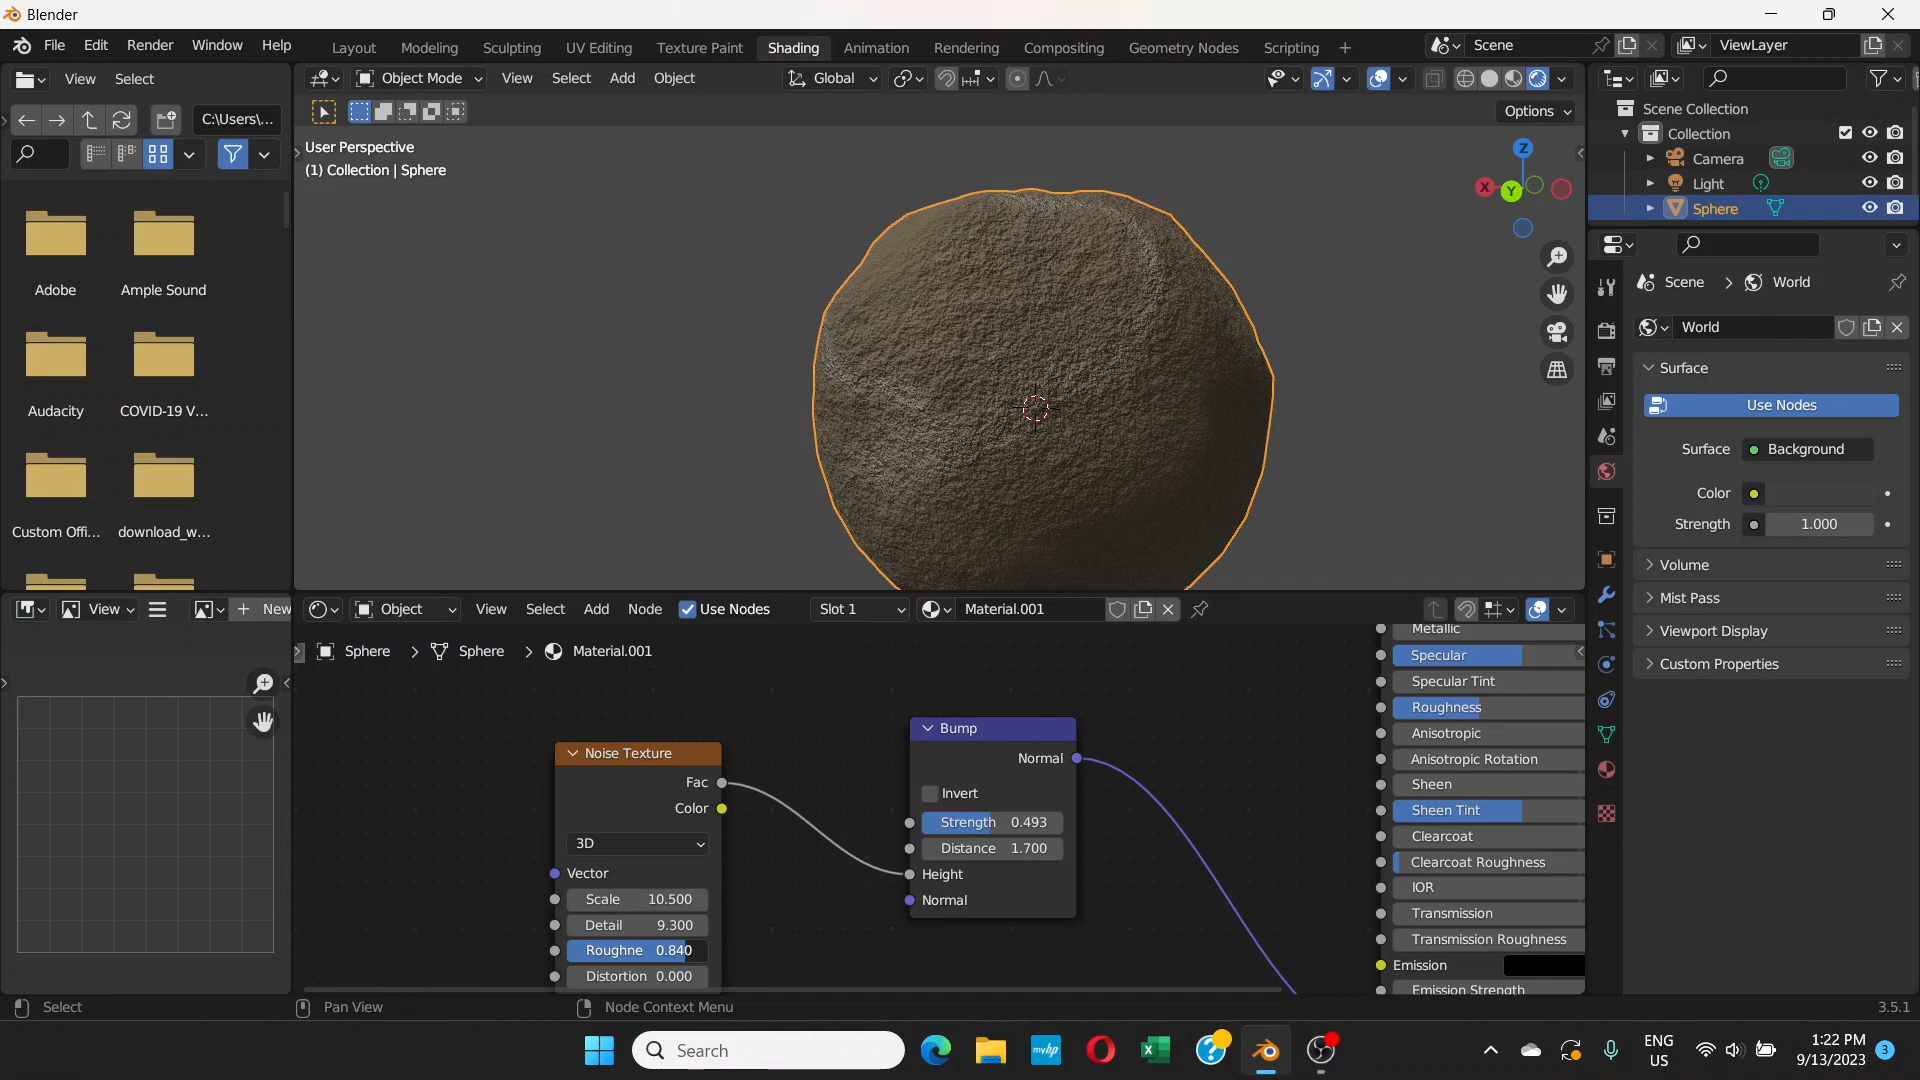 Blender
File Edit Render Window Help
Layout Modeling Sculpting UV Editing Texture Paint Shading Animation Rendering Compositing Geometry Nodes Scripting +
Scene
ViewLayer
View Select
Object Mode View Select Add Object
Global
C:\Users\...
Options
User Perspective
(1) Collection | Sphere
Z
X
Y
Adobe
Ample Sound
Audacity
COVID-19 V...
Custom Offi...
download_w...
Scene Collection
Collection
Camera
Light
Sphere
Scene > World
World
Surface
Use Nodes
Surface Background
Color
Strength 1.000
Volume
Mist Pass
Viewport Display
Custom Properties
View
+ New
Object View Select Add Node Use Nodes Slot 1 Material.001
Sphere > Sphere > Material.001
Noise Texture
Fac
Color
3D
Vector
Scale 10.500
Detail 9.300
Roughne 0.840
Distortion 0.000
Bump
Normal
Invert
Strength 0.493
Distance 1.700
Height
Normal
Metallic
Specular
Specular Tint
Roughness
Anisotropic
Anisotropic Rotation
Sheen
Sheen Tint
Clearcoat
Clearcoat Roughness
IOR
Transmission
Transmission Roughness
Emission
Emission Strength
Select
Pan View
Node Context Menu
3.5.1
Search
myhp
ENG
US
1:22 PM
9/13/2023
3